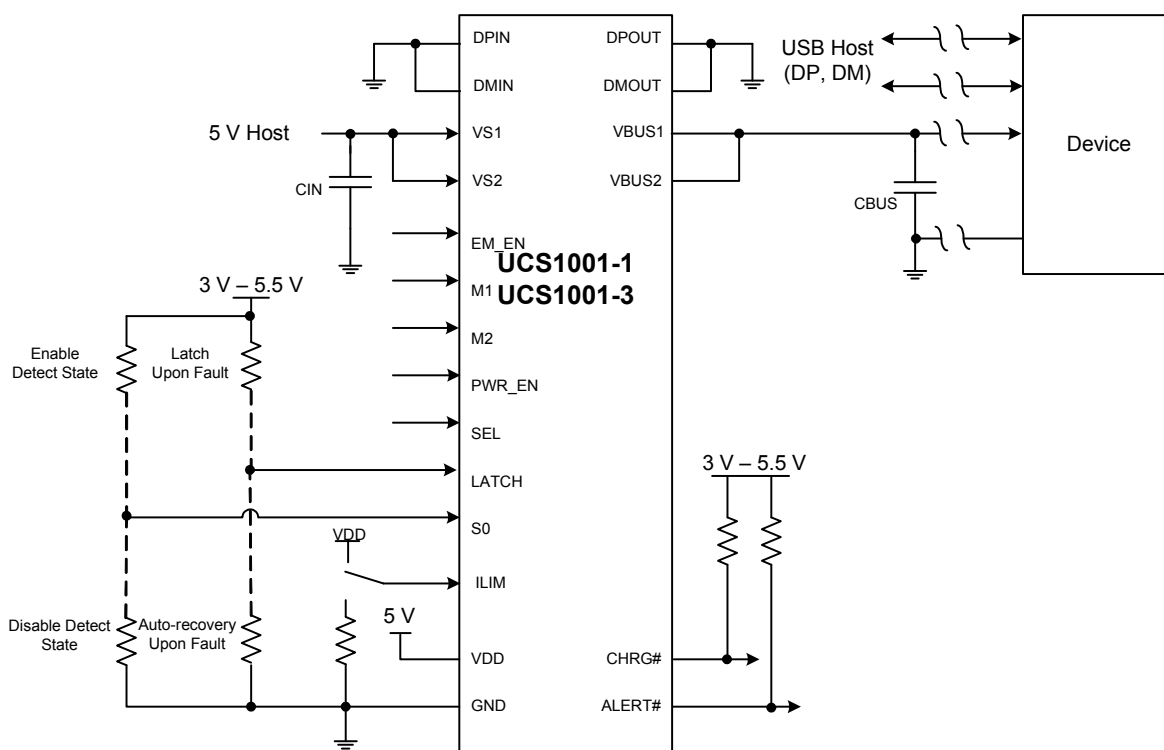 DPIN
DMIN
VS1
VS2
EM_EN
M1
M2
PWR_EN
SEL
LATCH
S0
ILIM
VDD
GND
DPOUT
DMOUT
VBUS1
VBUS2
CHRG#
ALERT#
UCS1001-1
UCS1001-3
5 V Host
CIN
3 V – 5.5 V
Enable
Detect State
Latch
Upon Fault
Disable Detect
State
Auto-recovery
Upon Fault
VDD
5 V
USB Host
(DP, DM)
CBUS
Device
3 V – 5.5 V